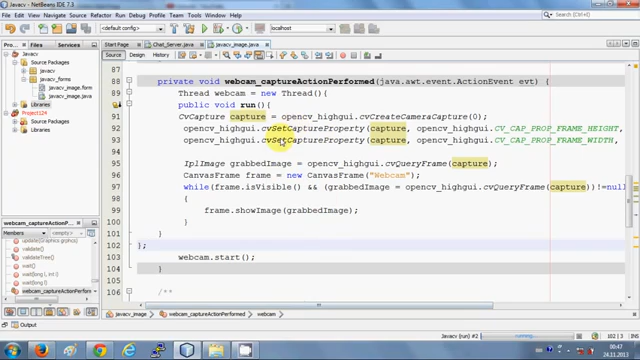 Javacv - NetBeans IDE 7.3
File Edit View Navigate Source Refactor Run Debug Profile Team Tools Window Help
<default config>
localhost
Start Page
Chat_Server.java
javacv_image.java
Source Design History
Javacv
Source Packages
javacv
javacv_forms
javacv_image.form
javacv_image.java
Libraries
Project124
Source Packages
Libraries
87
88 private void webcam_captureActionPerformed(java.awt.event.ActionEvent evt) {
89 Thread webcam = new Thread(){
public void run(){
91 CvCapture capture = opencv_highgui.cvCreateCameraCapture(0);
92 opencv_highgui.cvSetCaptureProperty(capture, opencv_highgui.CV_CAP_PROP_FRAME_HEIGHT,
93 opencv_highgui.cvSetCaptureProperty(capture, opencv_highgui.CV_CAP_PROP_FRAME_WIDTH,
94
95 IplImage grabbedImage = opencv_highgui.cvQueryFrame(capture);
96 CanvasFrame frame = new CanvasFrame("Webcam");
97 while(frame.isVisible() && (grabbedImage = opencv_highgui.cvQueryFrame(capture))!=null
98 {
99 frame.showImage(grabbedImage);
100 }
101 }
102 };
103 webcam.start();
104 }
105
106 /**
webcam_captureActionPerformed
Members <empty>
update(Graphics grphcs)
validate()
validateTree()
wait()
wait(long l, int i)
wait(long l)
webcam_captureActionPerformed
javacv_image webcam_captureActionPerformed webcam
Output
Javacv (run) #2 running... 102 | 3 INS
00:47
24.11.2013